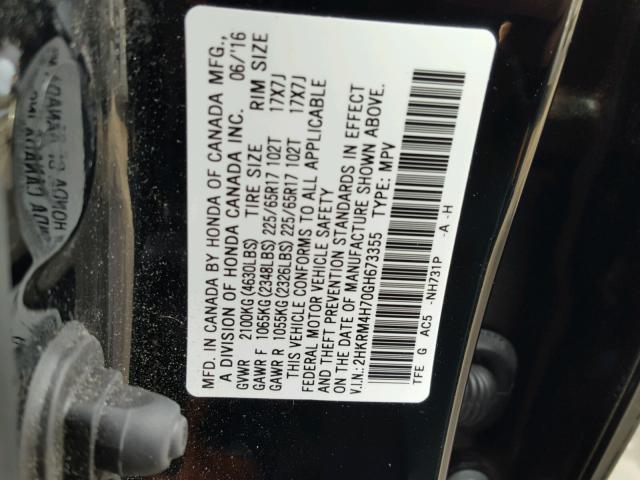 MFD. IN CANADA BY HONDA OF CANADA MFG.,
A DIVISION OF HONDA CANADA INC. 06/'16
GVWR 2100KG(4630LBS) TIRE SIZE RIM SIZE
GAWR F 1065KG(2348LBS) 225/65R17 102T 17X7J
GAWR R 1055KG(2326LBS) 225/65R17 102T 17X7J
THIS VEHICLE CONFORMS TO ALL APPLICABLE
FEDERAL MOTOR VEHICLE SAFETY
AND THEFT PREVENTION STANDARDS IN EFFECT
ON THE DATE OF MANUFACTURE SHOWN ABOVE.
V.I.N.: 2HKRM4H70GH673355 TYPE: MPV
TFE G AC5 -NH731P -A -H